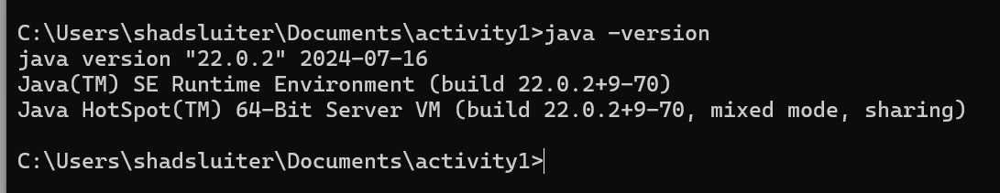 C:\Users\shadsluiter\Documents\activity1>java -version
java version "22.0.2" 2024-07-16
Java(TM) SE Runtime Environment (build 22.0.2+9-70)
Java HotSpot(TM) 64-Bit Server VM (build 22.0.2+9-70, mixed mode, sharing)
C:\Users\shadsluiter\Documents\activity1>